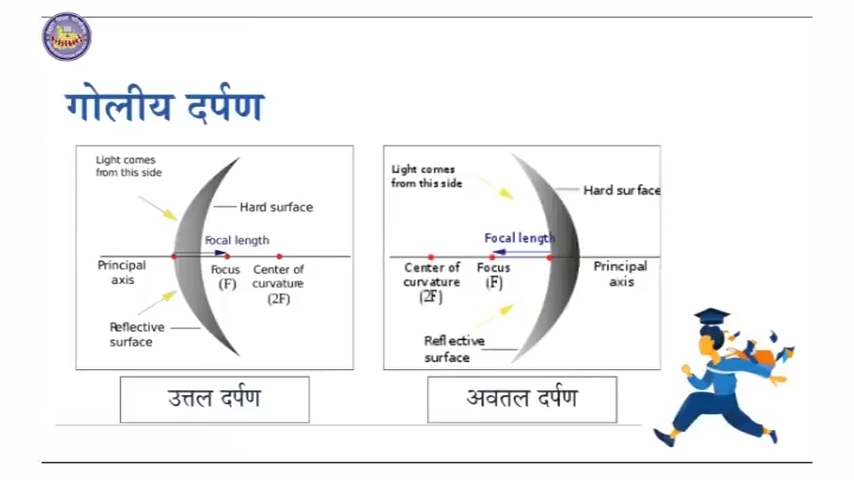 गोलीय दर्पण
Light comes
from this side
Hard surface
Focal length
Principal
axis
Focus
(F)
Center of
curvature
(2F)
Reflective
surface
उत्तल दर्पण
Light comes
from this side
Hard surface
Focal length
Center of
curvature
(2F)
Focus
(F)
Principal
axis
Reflective
surface
अवतल दर्पण